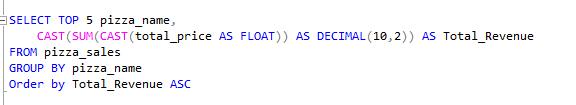 SELECT TOP 5 pizza_name,
CAST(SUM(CAST(total_price AS FLOAT)) AS DECIMAL(10,2)) AS Total_Revenue
FROM pizza_sales
GROUP BY pizza_name
Order by Total_Revenue ASC